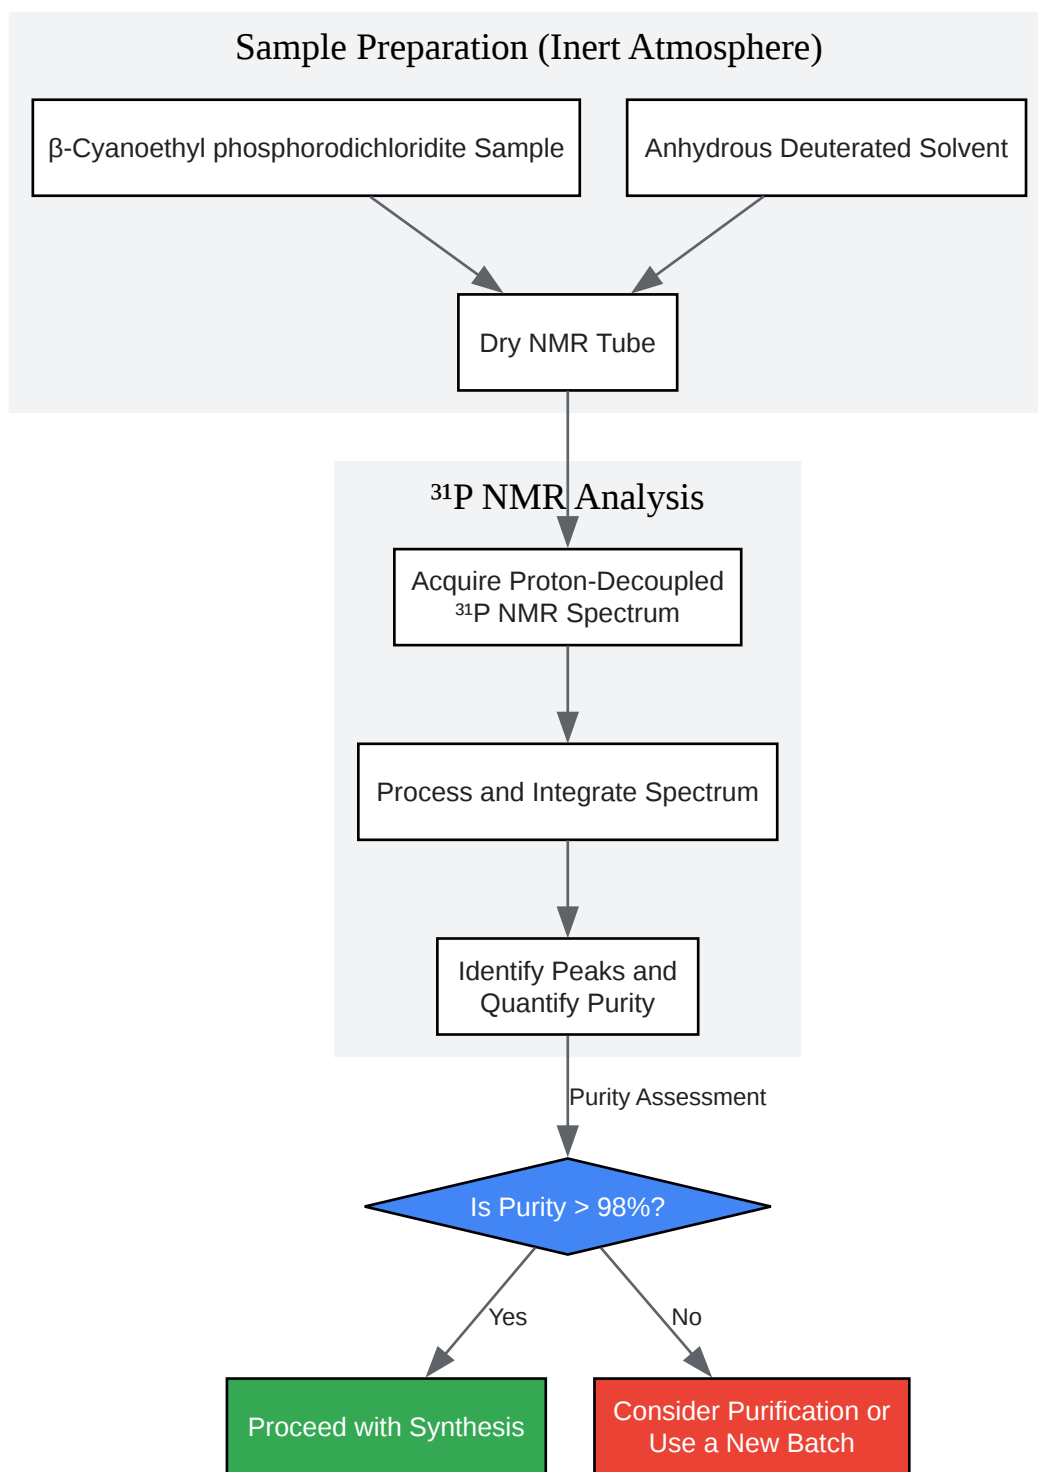 Sample Preparation (Inert Atmosphere)
β-Cyanoethyl phosphorodichloridite Sample
Anhydrous Deuterated Solvent
Dry NMR Tube
³¹P NMR Analysis
Acquire Proton-Decoupled
³¹P NMR Spectrum
Process and Integrate Spectrum
Identify Peaks and
Quantify Purity
Purity Assessment
Is Purity > 98%?
Yes
No
Proceed with Synthesis
Consider Purification or
Use a New Batch